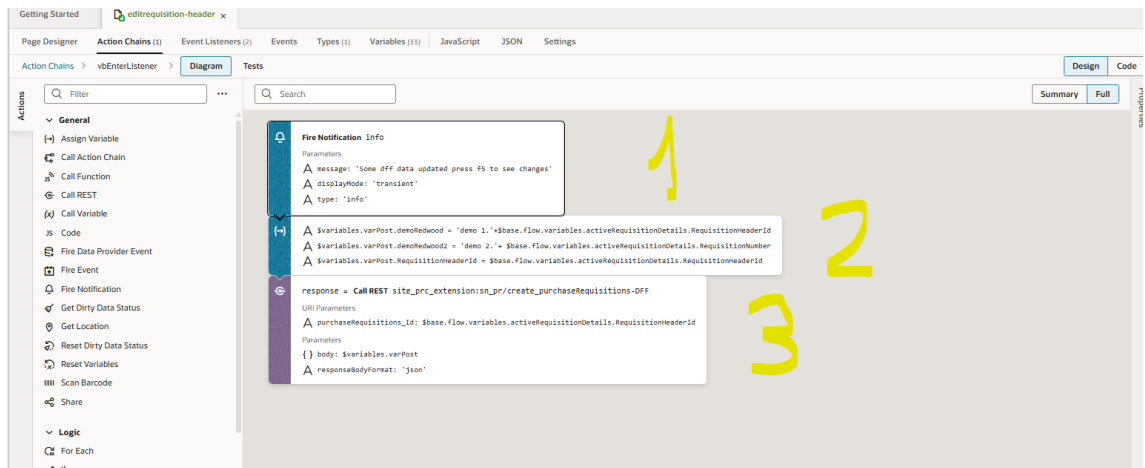 Getting Started
editrequisition-header x
Page Designer Action Chains (1) Event Listeners (2) Events Types (1) Variables (33) JavaScript JSON Settings
Action Chains > vbEnterListener > Diagram Tests Design Code
Actions
Filter
...
Search
Summary Full
Properties
General
Assign Variable
Call Action Chain
Call Function
Call REST
Call Variable
Code
Fire Data Provider Event
Fire Event
Fire Notification
Get Dirty Data Status
Get Location
Reset Dirty Data Status
Reset Variables
Scan Barcode
Share
Logic
For Each
Fire Notification info
Parameters
A message: 'Some dff data updated press f5 to see changes'
A displayMode: 'transient'
A type: 'info'
1
A $variables.varPost.demoRedwood = 'demo 1.'+$base.flow.variables.activeRequisitionDetails.RequisitionHeaderId
A $variables.varPost.demoRedwood2 = 'demo 2.'+ $base.flow.variables.activeRequisitionDetails.RequisitionNumber
A $variables.varPost.RequisitionHeaderId = $base.flow.variables.activeRequisitionDetails.RequisitionHeaderId
2
response = Call REST site_prc_extension:sn_pr/create_purchaseRequisitions-DFF
URI Parameters
A purchaseRequisitions_Id: $base.flow.variables.activeRequisitionDetails.RequisitionHeaderId
Parameters
{ } body: $variables.varPost
A responseBodyFormat: 'json'
3